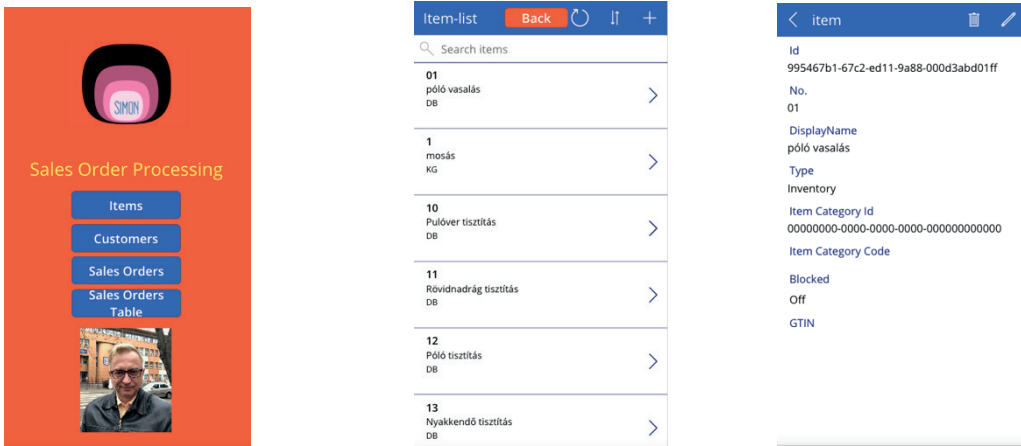 SIMON
Sales Order Processing
Items
Customers
Sales Orders
Sales Orders
Table
Item-list
Back
Search items
01
póló vasalás
DB
1
mosás
KG
10
Pulóver tisztítás
DB
11
Rövidnadrág tisztítás
DB
12
Póló tisztítás
DB
13
Nyakkendő tisztítás
DB
item
Id
995467b1-67c2-ed11-9a88-000d3abd01ff
No.
01
DisplayName
póló vasalás
Type
Inventory
Item Category Id
00000000-0000-0000-0000-000000000000
Item Category Code
Blocked
Off
GTIN